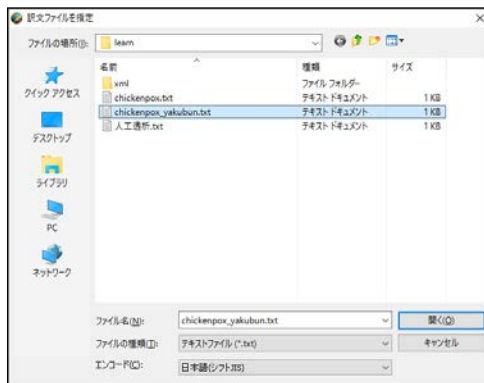 訳文ファイルを指定
ファイルの場所(I):
learn
名前
種類
サイズ
xml
ファイル フォルダー
chickenpox.txt
テキスト ドキュメント
1 KB
chickenpox_yakubun.txt
テキスト ドキュメント
1 KB
人工透析.txt
テキスト ドキュメント
1 KB
クイック アクセス
デスクトップ
ライブラリ
PC
ネットワーク
ファイル名(N):
chickenpox_yakubun.txt
開く(O)
ファイルの種類(T):
テキストファイル (*.txt)
キャンセル
エンコード(C):
日本語(シフトJIS)